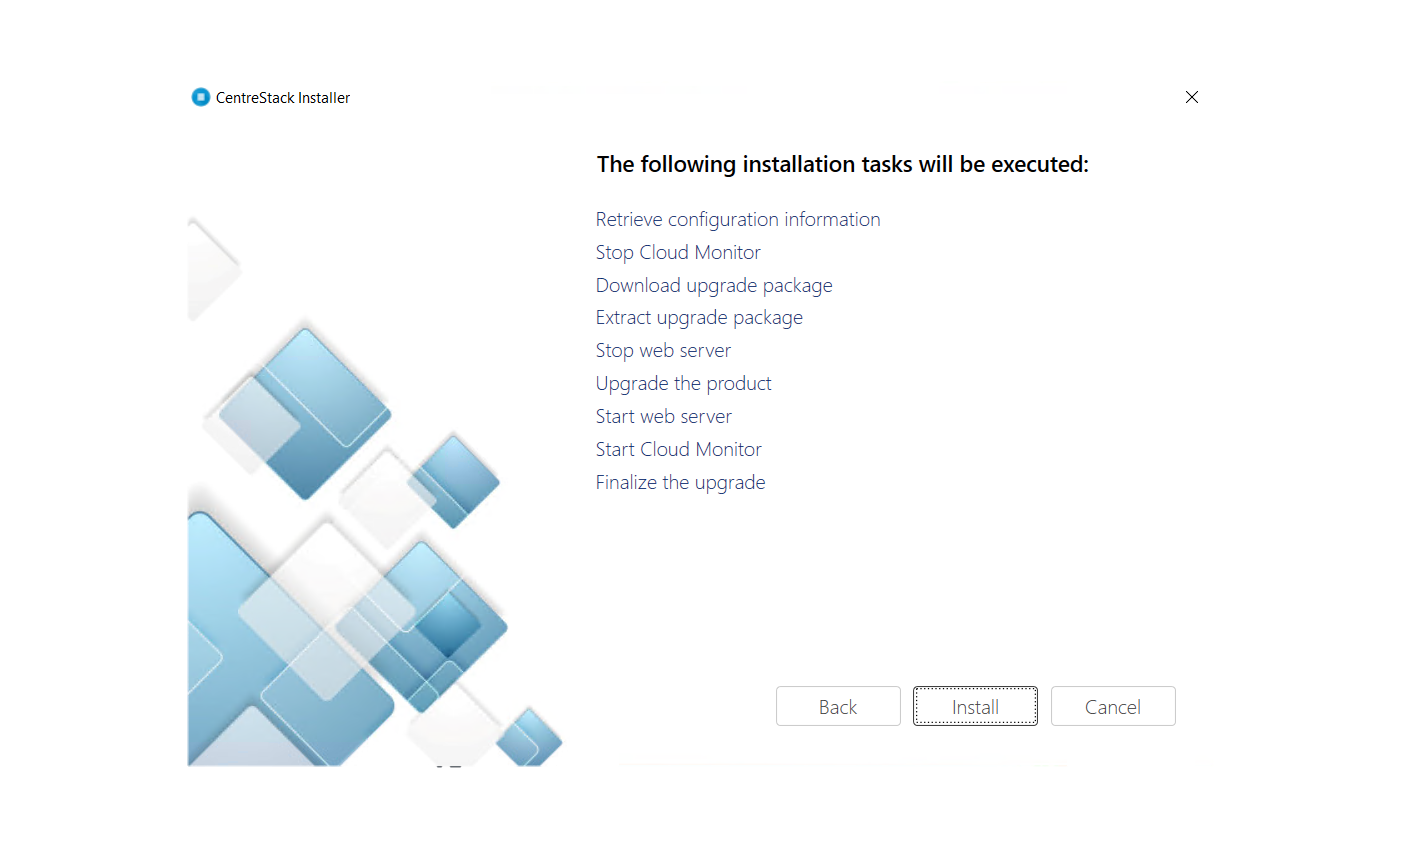 CentreStack Installer
The following installation tasks will be executed:
Retrieve configuration information
Stop Cloud Monitor
Download upgrade package
Extract upgrade package
Stop web server
Upgrade the product
Start web server
Start Cloud Monitor
Finalize the upgrade
Back Install Cancel